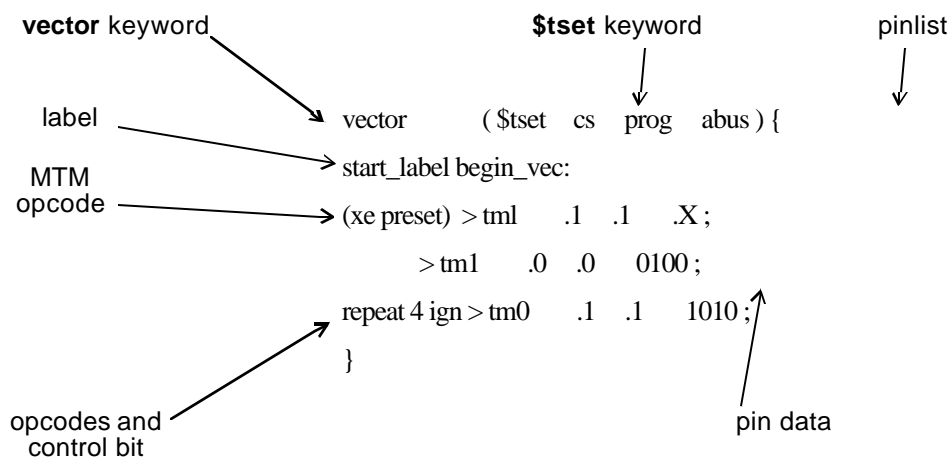 vector keyword
$tset keyword
pinlist
label
vector ( $tset cs prog abus ) {
start_label begin_vec:
MTM
opcode
(xe preset) > tml .1 .1 .X ;
> tm1 .0 .0 0100 ;
repeat 4 ign > tm0 .1 .1 1010 ;
}
opcodes and
control bit
pin data